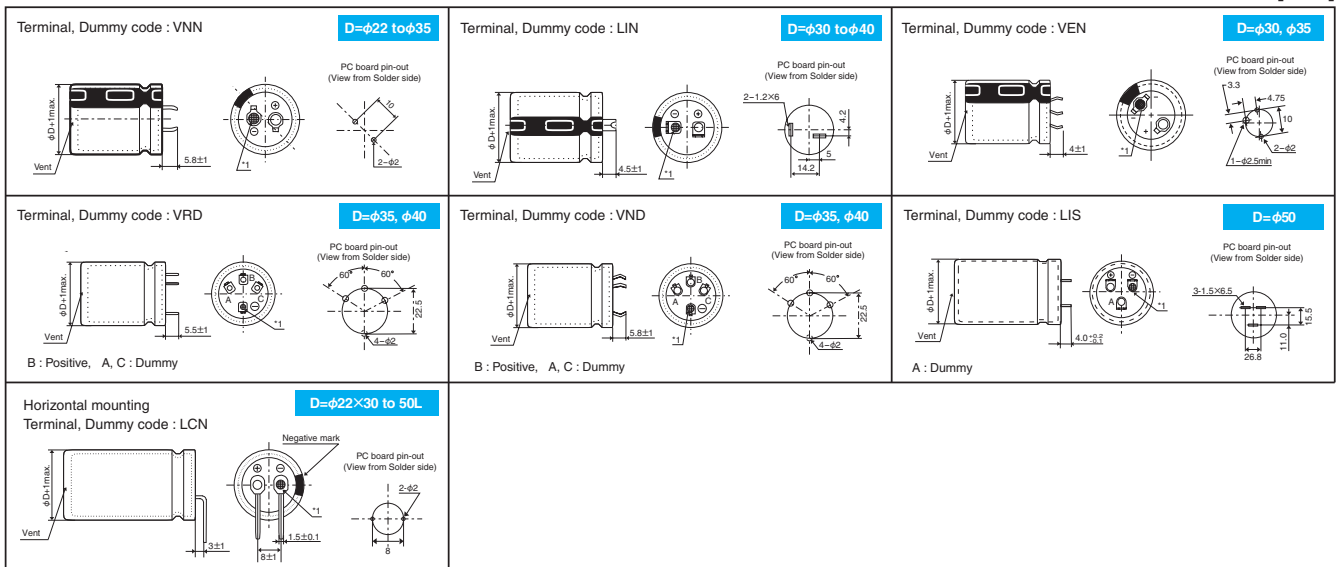 Terminal, Dummy code : VNN
D=φ22 toφ35
PC board pin-out
(View from Solder side)
φD+1max.
Vent
5.8±1
*1
10
2−φ2
Terminal, Dummy code : LIN
D=φ30 toφ40
PC board pin-out
(View from Solder side)
φD+1max.
Vent
4.5±1
*1
2−1.2×6
4.2
5
14.2
Terminal, Dummy code : VEN
D=φ30, φ35
PC board pin-out
(View from Solder side)
φD+1max.
Vent
4±1
*1
3.3
4.75
10
2−φ2
1−φ2.5min
Terminal, Dummy code : VRD
D=φ35, φ40
PC board pin-out
(View from Solder side)
φD+1max.
Vent
5.5±1
A
B
C
*1
60°
60°
22.5
4−φ2
B : Positive, A, C : Dummy
Terminal, Dummy code : VND
D=φ35, φ40
PC board pin-out
(View from Solder side)
φD+1max.
Vent
5.8±1
A
B
C
*1
60°
60°
22.5
4−φ2
B : Positive, A, C : Dummy
Terminal, Dummy code : LIS
D=φ50
PC board pin-out
(View from Solder side)
φD+1max.
Vent
4.0 +0.2 −0.1
A
*1
3-1.5×6.5
15.5
11.0
26.8
A : Dummy
Horizontal mounting
Terminal, Dummy code : LCN
D=φ22×30 to 50L
Negative mark
PC board pin-out
(View from Solder side)
φD+1max.
Vent
3±1
*1
1.5±0.1
8±1
2-φ2
8